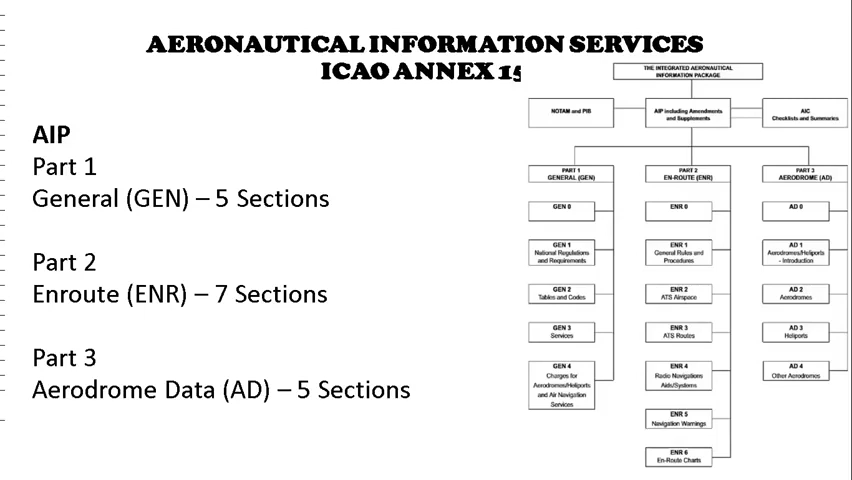 AERONAUTICAL INFORMATION SERVICES
ICAO ANNEX 15
AIP
Part 1
General (GEN) – 5 Sections
Part 2
Enroute (ENR) – 7 Sections
Part 3
Aerodrome Data (AD) – 5 Sections
THE INTEGRATED AERONAUTICAL
INFORMATION PACKAGE
NOTAM and PIB
AIP including Amendments
and Supplements
AIC
Checklists and Summaries
PART 1
GENERAL (GEN)
GEN 0
GEN 1
National Regulations
and Requirements
GEN 2
Tables and Codes
GEN 3
Services
GEN 4
Charges for
Aerodromes/Heliports
and Air Navigation
Services
PART 2
EN-ROUTE (ENR)
ENR 0
ENR 1
General Rules and
Procedures
ENR 2
ATS Airspace
ENR 3
ATS Routes
ENR 4
Radio Navigations
Aids/Systems
ENR 5
Navigation Warnings
ENR 6
En-Route Charts
PART 3
AERODROME (AD)
AD 0
AD 1
Aerodromes/Heliports
- Introduction
AD 2
Aerodromes
AD 3
Heliports
AD 4
Other Aerodromes